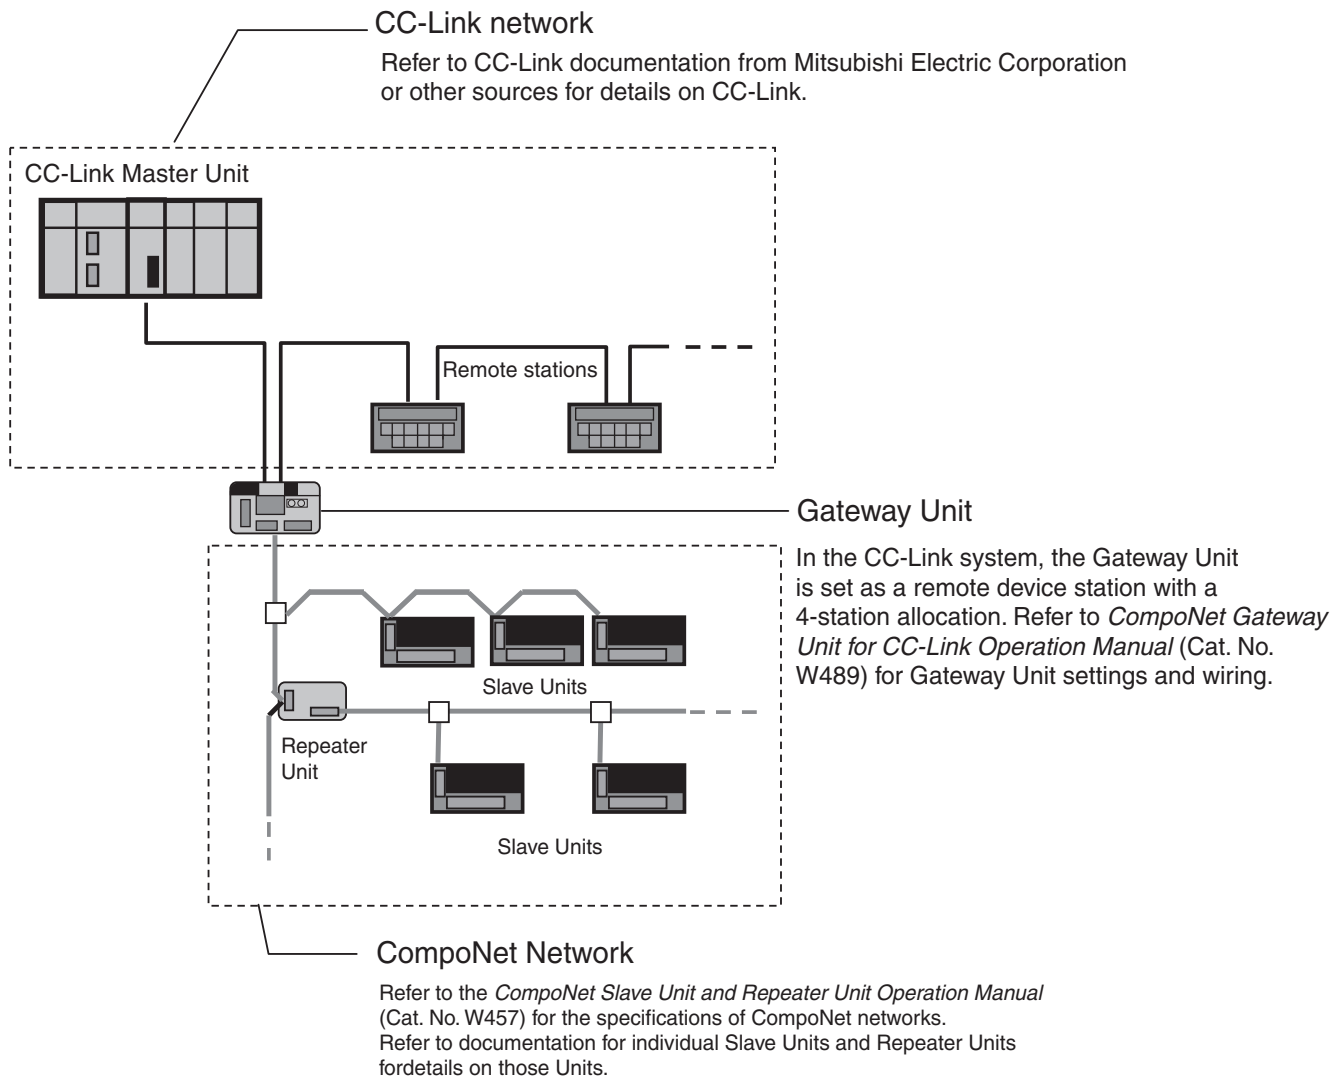 CC-Link network
Refer to CC-Link documentation from Mitsubishi Electric Corporation
or other sources for details on CC-Link.
CC-Link Master Unit
Remote stations
Gateway Unit
In the CC-Link system, the Gateway Unit
is set as a remote device station with a
4-station allocation. Refer to CompoNet Gateway
Unit for CC-Link Operation Manual (Cat. No.
W489) for Gateway Unit settings and wiring.
Slave Units
Repeater
Unit
Slave Units
CompoNet Network
Refer to the CompoNet Slave Unit and Repeater Unit Operation Manual
(Cat. No. W457) for the specifications of CompoNet networks.
Refer to documentation for individual Slave Units and Repeater Units
fordetails on those Units.